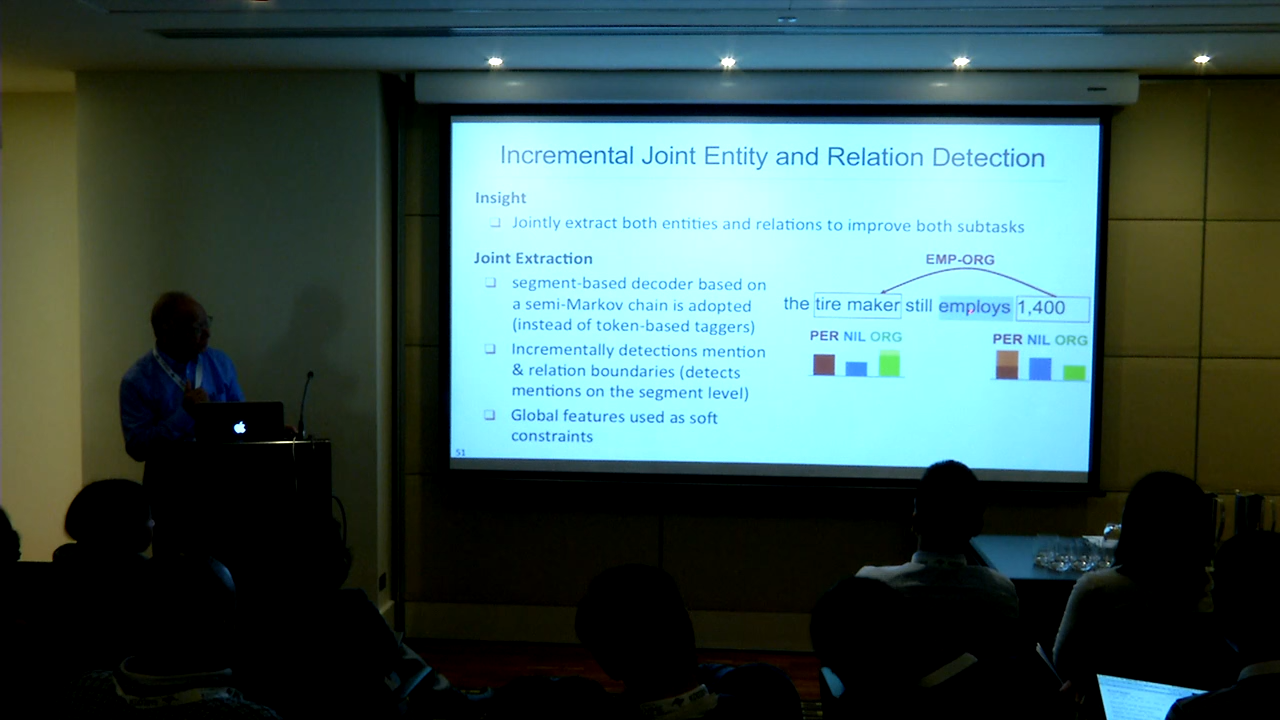 Incremental Joint Entity and Relation Detection
Insight
❑ Jointly extract both entities and relations to improve both subtasks
Joint Extraction
❑ segment-based decoder based on
a semi-Markov chain is adopted
(instead of token-based taggers)
❑ Incrementally detections mention
& relation boundaries (detects
mentions on the segment level)
❑ Global features used as soft
constraints
EMP-ORG
the tire maker still employs 1,400
PER NIL ORG
PER NIL ORG
51